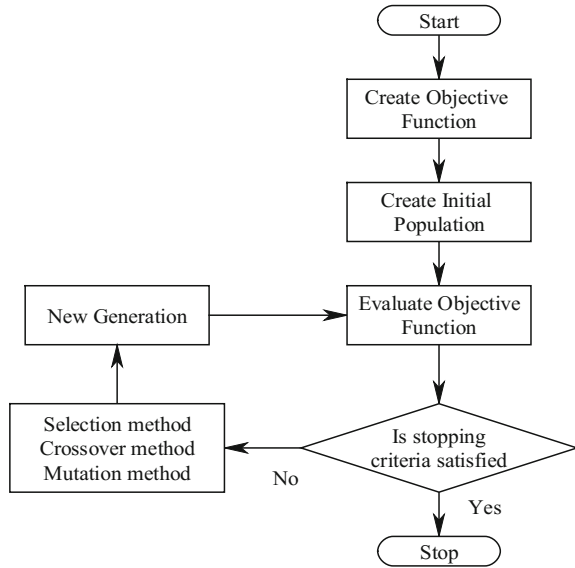 Start
Create Objective
Function
Create Initial
Population
New Generation
Evaluate Objective
Function
Selection method
Crossover method
Mutation method
Is stopping
criteria satisfied
No
Yes
Stop